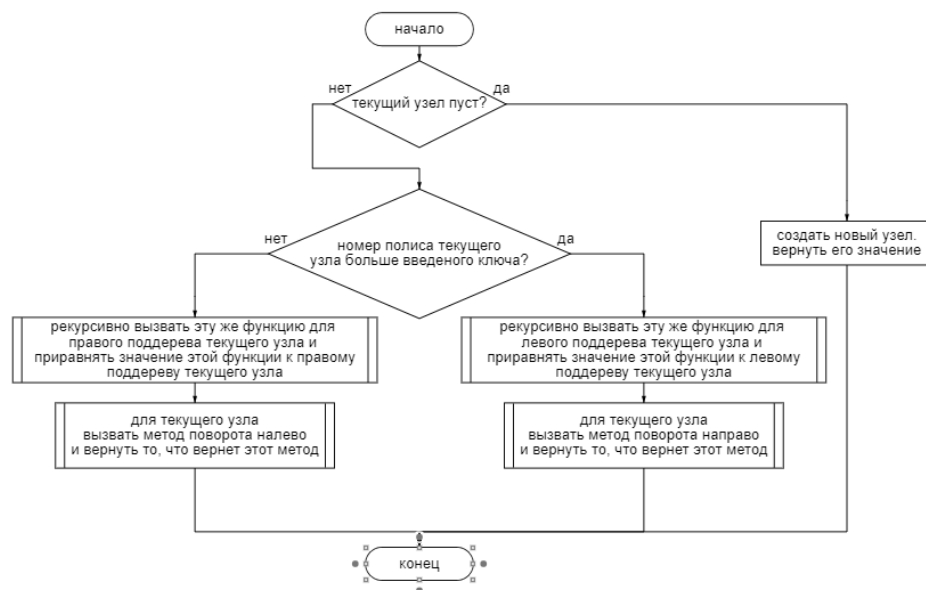 начало
нет
да
текущий узел пуст?
создать новый узел.
вернуть его значение
нет
да
номер полиса текущего
узла больше введеного ключа?
рекурсивно вызвать эту же функцию для
правого поддерева текущего узла и
приравнять значение этой функции к правому
поддереву текущего узла
рекурсивно вызвать эту же функцию для
левого поддерева текущего узла и
приравнять значение этой функции к левому
поддереву текущего узла
для текущего узла
вызвать метод поворота налево
и вернуть то, что вернет этот метод
для текущего узла
вызвать метод поворота направо
и вернуть то, что вернет этот метод
конец